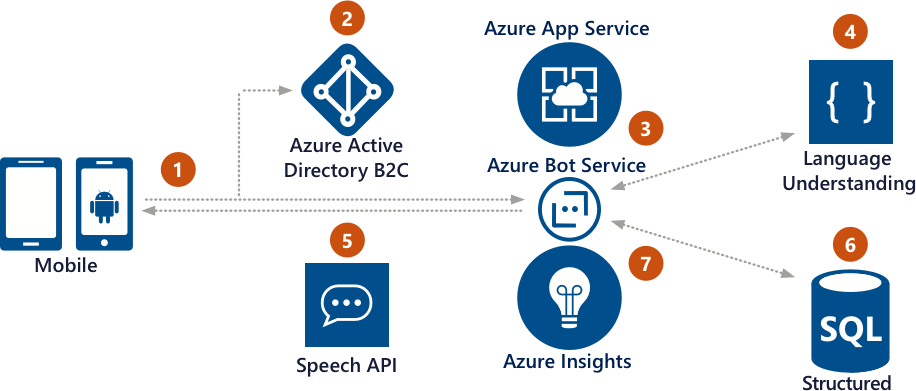 2
Azure App Service
4
{ }
3
Azure Active
Directory B2C
1
Azure Bot Service
Language
Understanding
Mobile
5
7
6
SQL
Speech API
Azure Insights
Structured